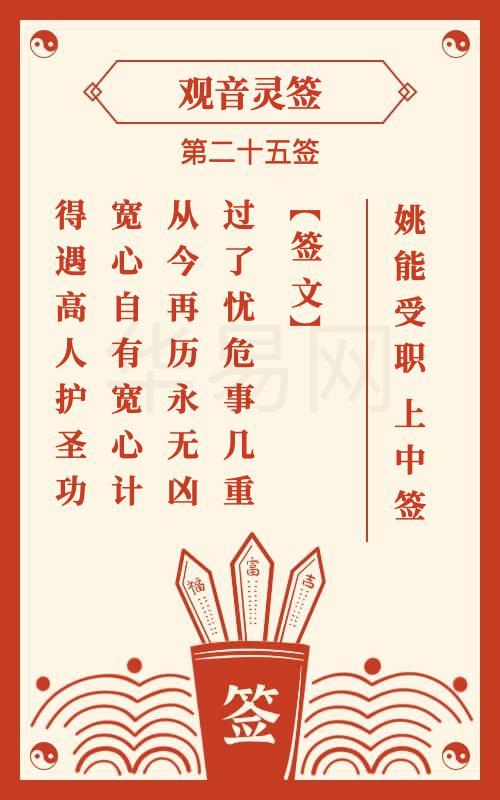 观音灵签
第二十五签
姚能受职 上中签
【签文】
过了忧危事几重
从今再历永无凶
宽心自有宽心计
得遇高人护圣功
福
富
吉
签
华易网